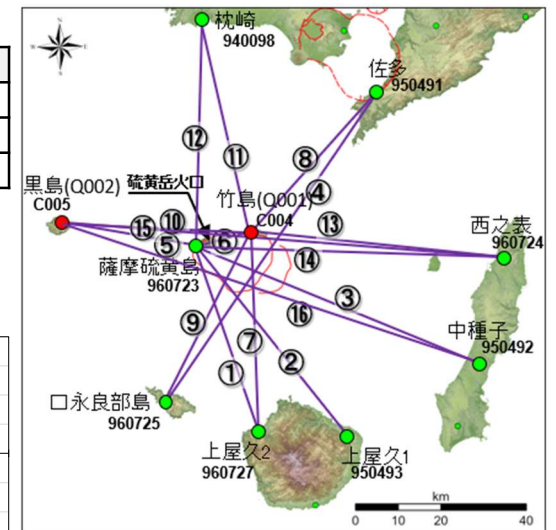 枕崎
940098
佐多
950491
⑫
⑪
⑧
④
黒島(Q002)
C005
硫黄岳火口
竹島(Q001)
C004
⑬
西之表
960724
⑮
⑩
⑤
⑥
⑭
薩摩硫黄島
960723
③
⑯
⑨
中種子
950492
⑦
①
②
口永良部島
960725
上屋久2
960727
上屋久1
950493
km
0 10 20 40